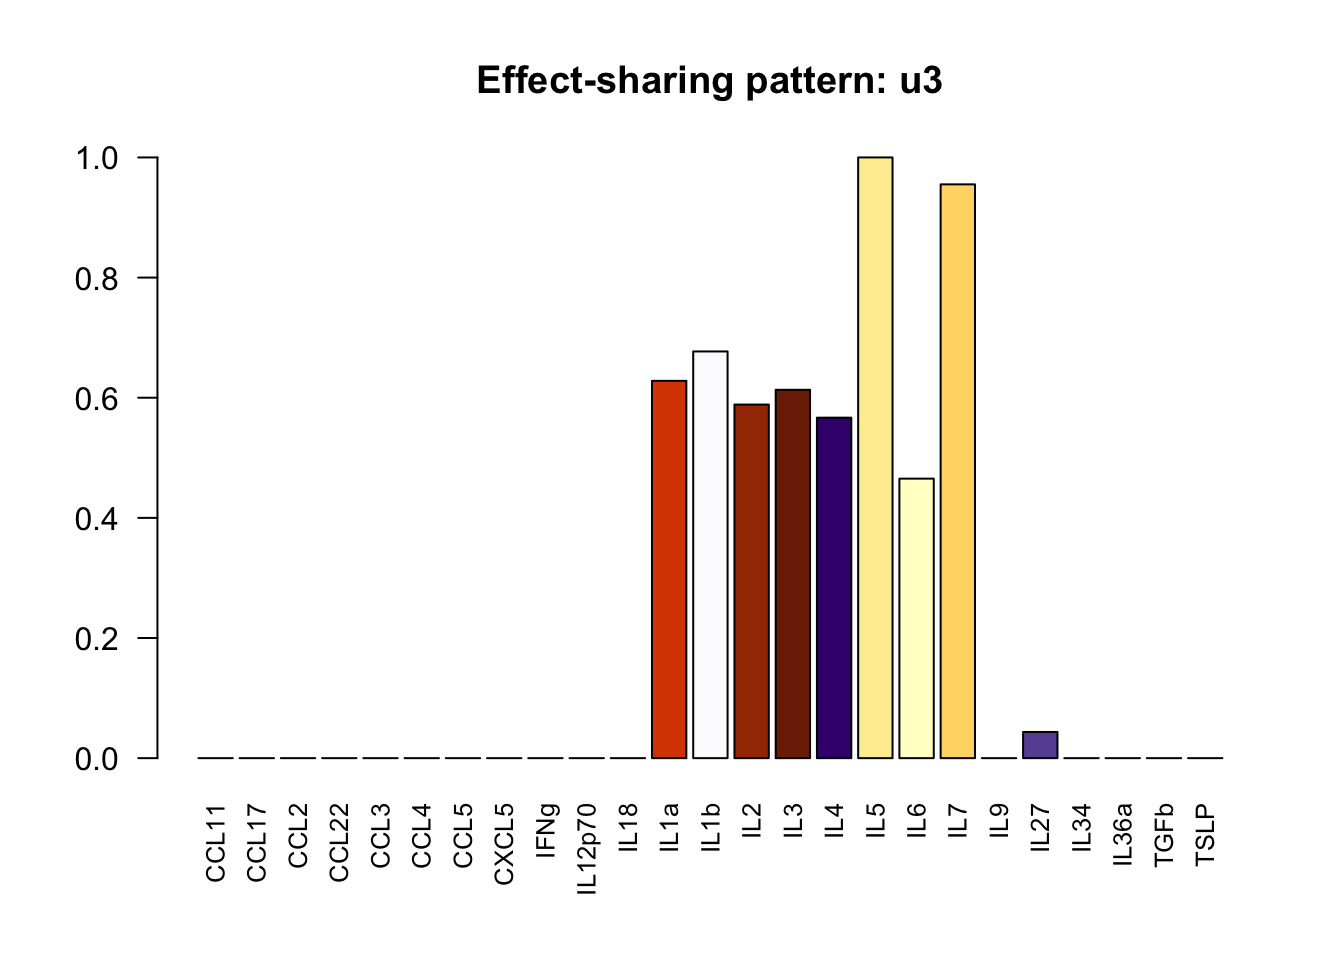 Effect-sharing pattern: u3
1.0
0.8
0.6
0.4
0.2
0.0
CCL11
CCL17
CCL2
CCL22
CCL3
CCL4
CCL5
CXCL5
IFNg
IL12p70
IL18
IL1a
IL1b
IL2
IL3
IL4
IL5
IL6
IL7
IL9
IL27
IL34
IL36a
TGFb
TSLP